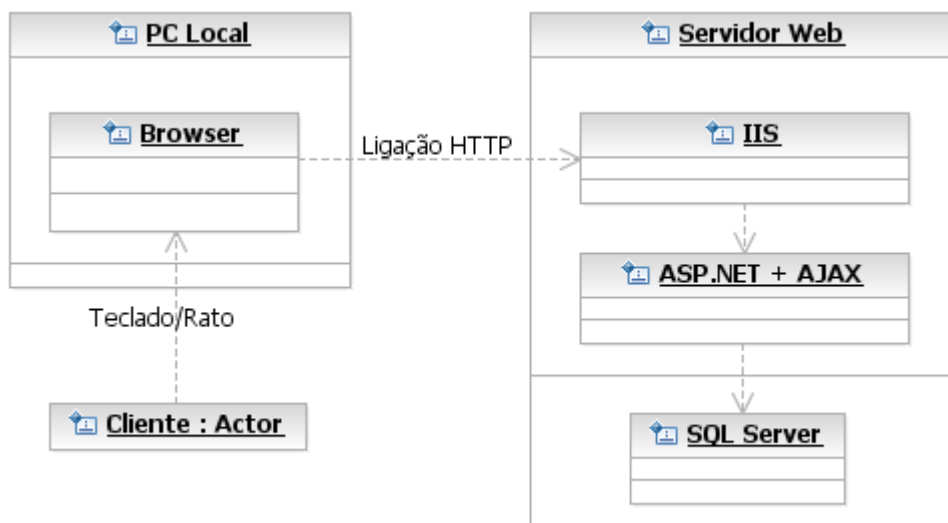 PC Local
Servidor Web
Browser
Ligação HTTP
IIS
ASP.NET + AJAX
Teclado/Rato
Cliente : Actor
SQL Server